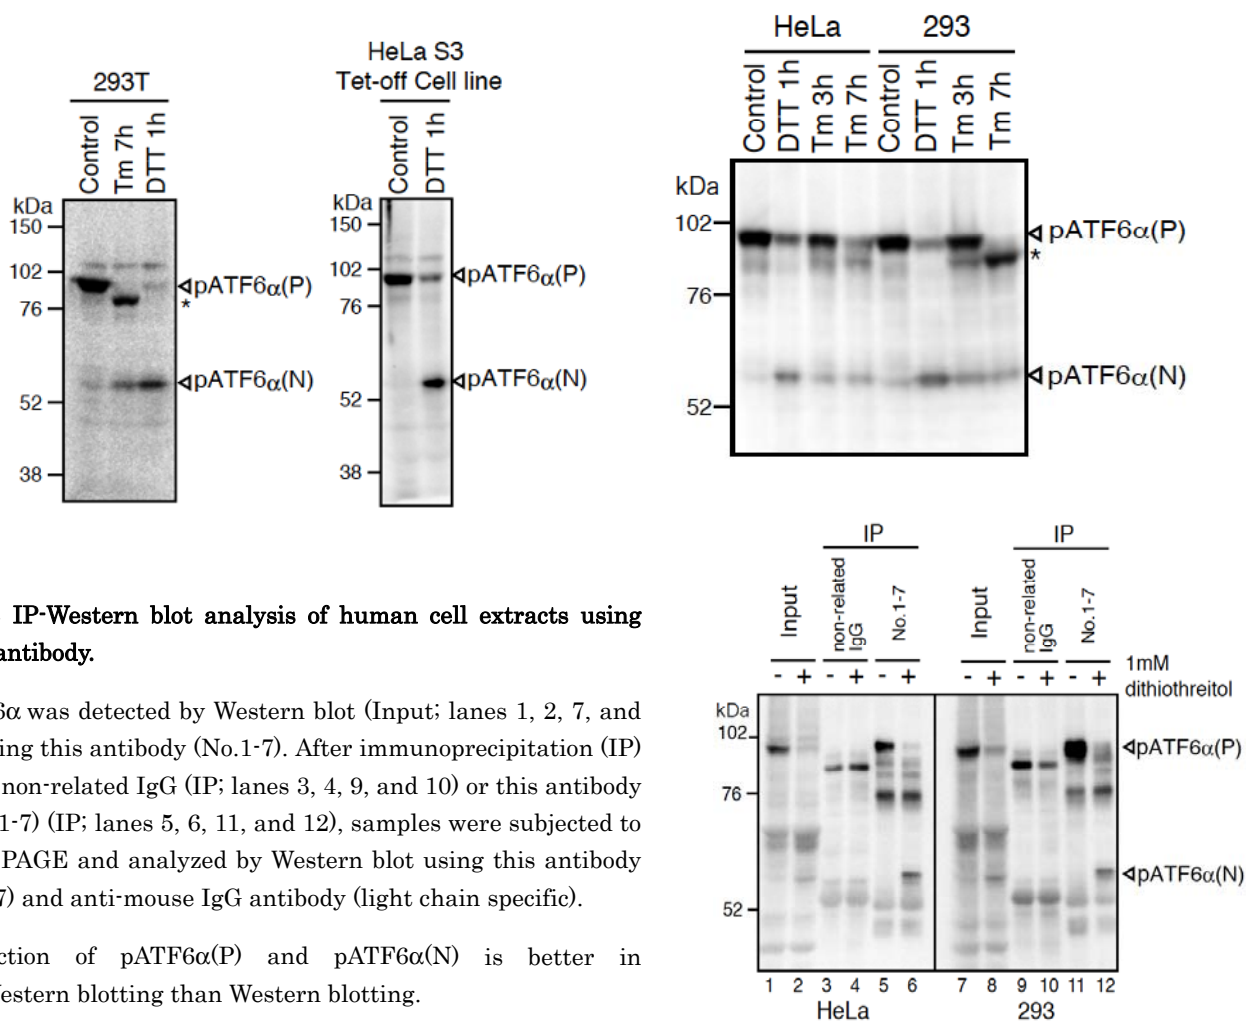 293T
Control
Tm 7h
DTT 1h
kDa
150
102
76
52
38
pATF6α(P)
*
pATF6α(N)
HeLa S3
Tet-off Cell line
Control
DTT 1h
kDa
150
102
76
52
38
pATF6α(P)
pATF6α(N)
HeLa 293
Control
DTT 1h
Tm 3h
Tm 7h
Control
DTT 1h
Tm 3h
Tm 7h
kDa
102
76
52
pATF6α(P)
*
pATF6α(N)
IP-Western blot analysis of human cell extracts using
antibody.
6α was detected by Western blot (Input; lanes 1, 2, 7, and
ing this antibody (No.1-7). After immunoprecipitation (IP)
non-related IgG (IP; lanes 3, 4, 9, and 10) or this antibody
1-7) (IP; lanes 5, 6, 11, and 12), samples were subjected to
PAGE and analyzed by Western blot using this antibody
7) and anti-mouse IgG antibody (light chain specific).
ction of pATF6α(P) and pATF6α(N) is better in
Western blotting than Western blotting.
IP IP
Input
non-related
IgG
No.1-7
Input
non-related
IgG
No.1-7
- + - + - + - + - + - +
1mM
dithiothreitol
kDa
102
76
52
pATF6α(P)
pATF6α(N)
1 2 3 4 5 6 7 8 9 10 11 12
HeLa 293